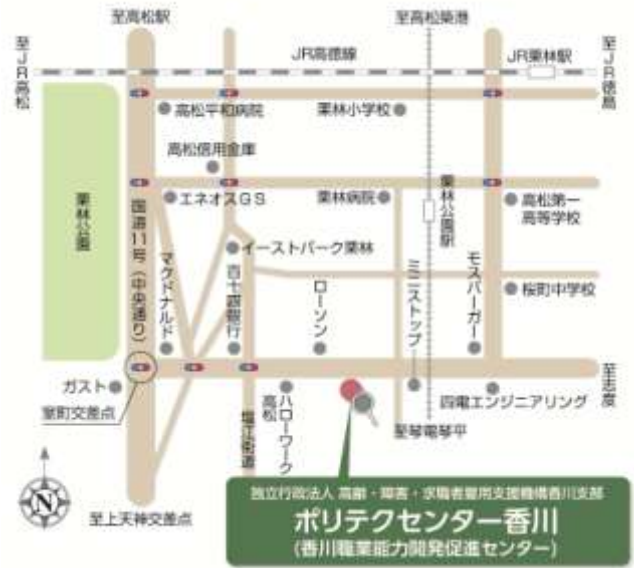 至高松駅
至高松築港
至JR高松
JR高徳線
JR栗林駅
至JR徳島
高松平和病院
栗林小学校
高松信用金庫
エネオスGS
栗林病院
栗林公園駅
高松第一
高等学校
栗林公園
国道11号(中央通り)
マクドナルド
イーストパーク栗林
百十四銀行
ローソン
ミニストップ
モスバーガー
桜町中学校
ガスト
室町交差点
ハローワーク
高松
塩江街道
四電エンジニアリング
至志度
至琴電琴平
N
至上天神交差点
独立行政法人 高齢・障害・求職者雇用支援機構香川支部
ポリテクセンター香川
(香川職業能力開発促進センター)